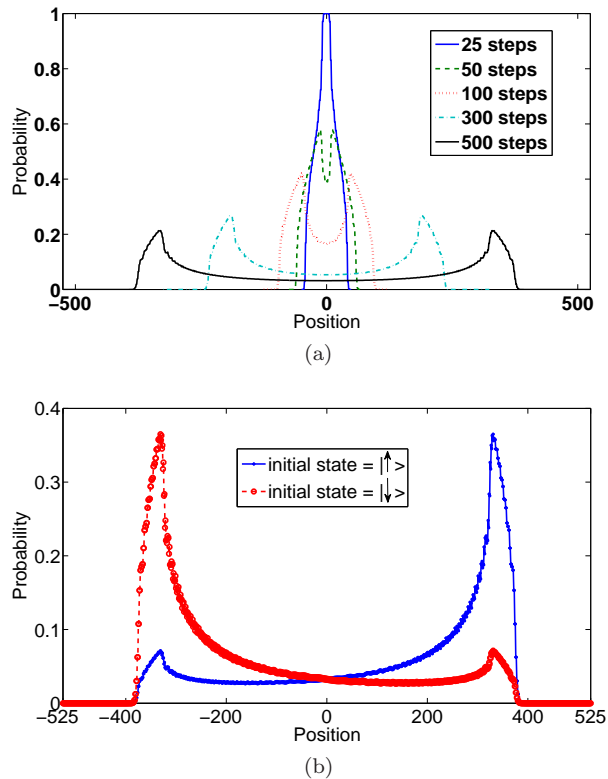 1
0.8
0.6
0.4
0.2
0
Probability
25 steps
50 steps
100 steps
300 steps
500 steps
−500
0
500
Position
(a)
0.4
0.3
0.2
0.1
0
Probability
initial state = |↑>
initial state = |↓>
−525
−400
−200
0
200
400
525
Position
(b)